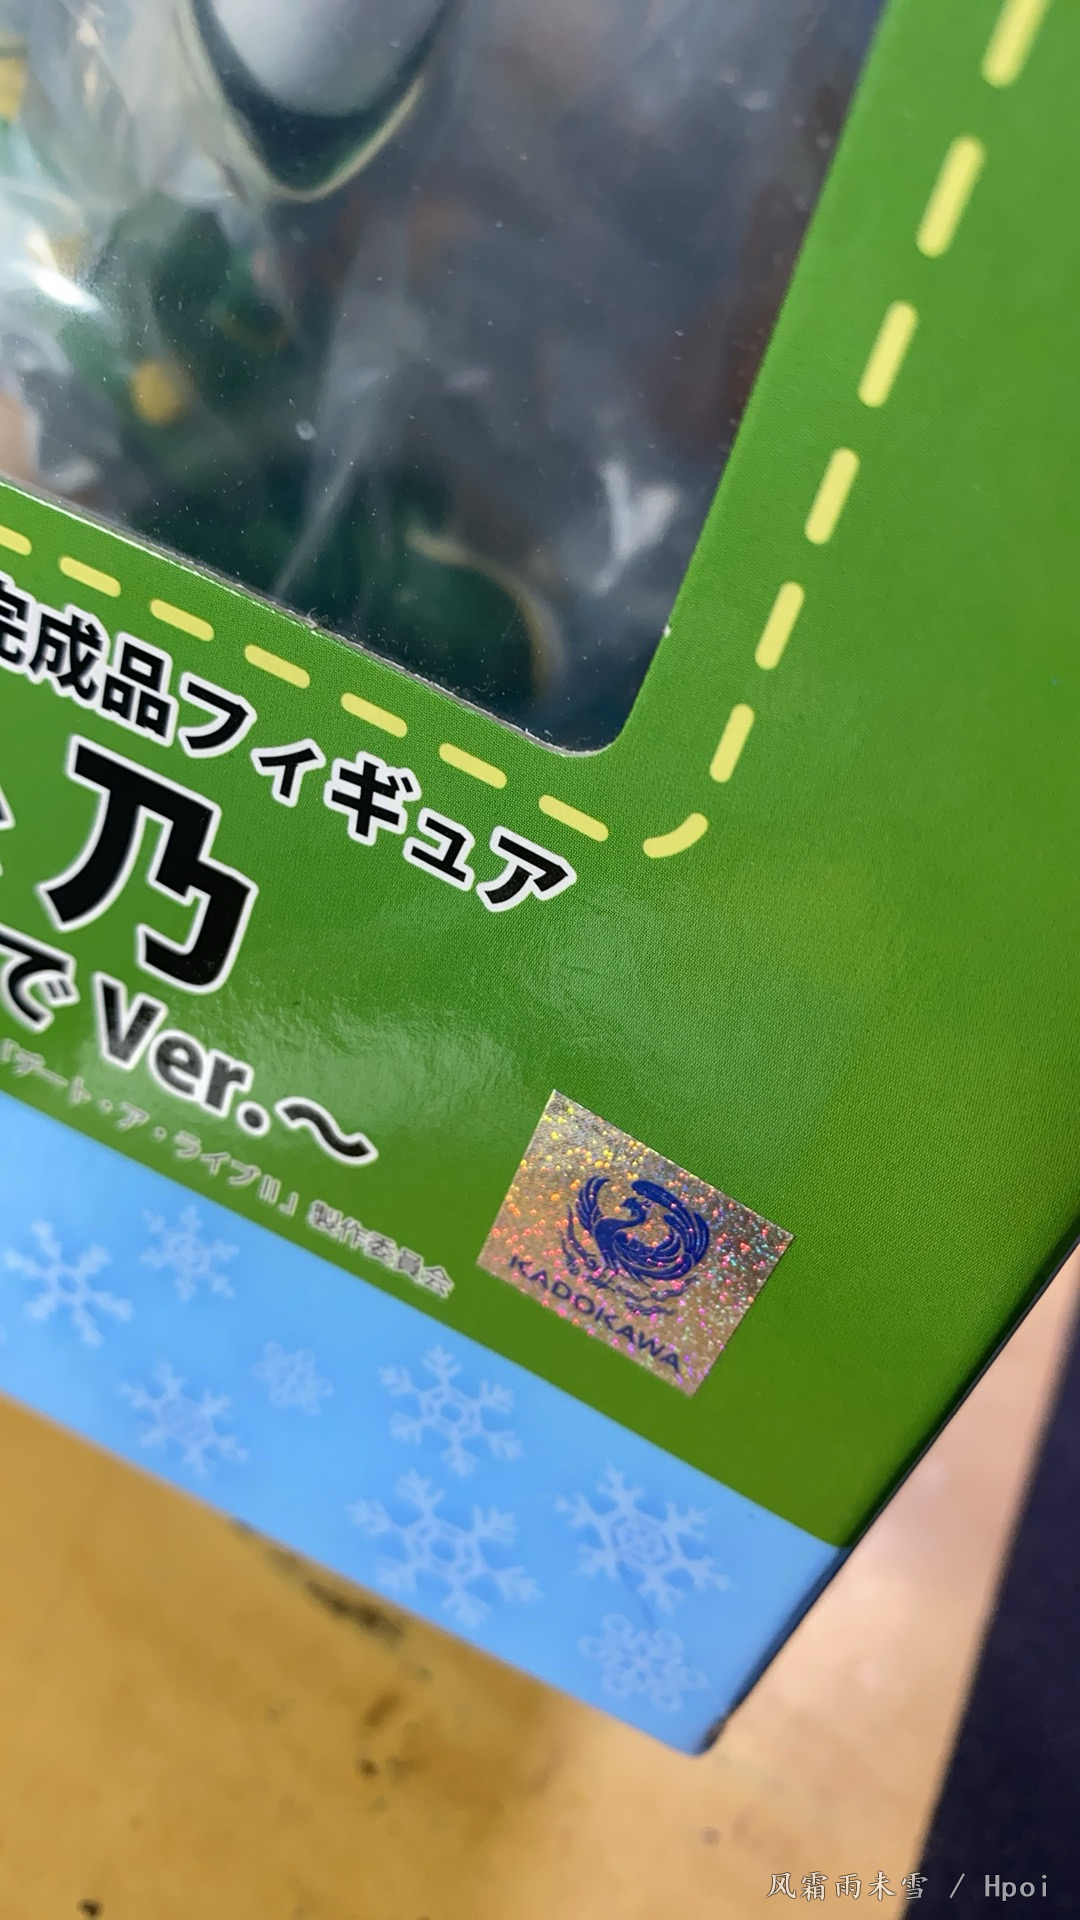 完成品フィギュア
乃
で Ver.～
「デート・ア・ライブII」製作委員会
KADOKAWA
风霜雨未雪 / Hpoi